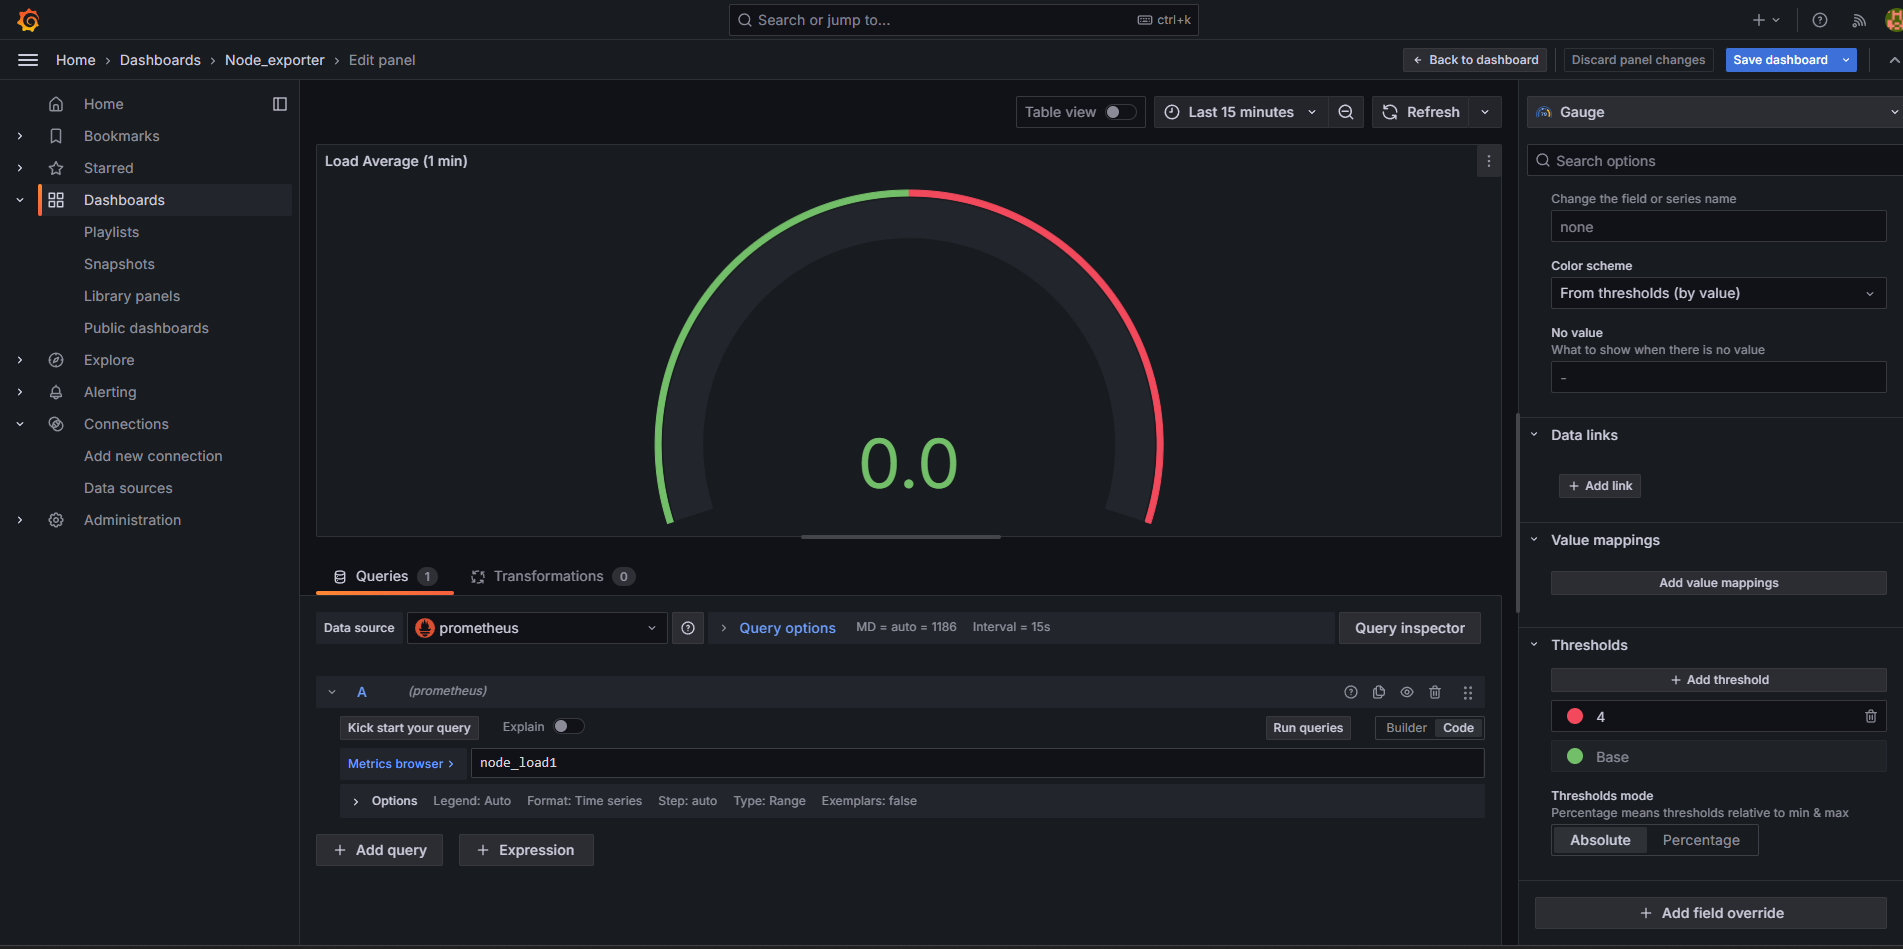 Search or jump to...
ctrl+k
Home › Dashboards › Node_exporter › Edit panel
Back to dashboard
Discard panel changes
Save dashboard
Home
Bookmarks
Starred
Dashboards
Playlists
Snapshots
Library panels
Public dashboards
Explore
Alerting
Connections
Add new connection
Data sources
Administration
Table view
Last 15 minutes
Refresh
Load Average (1 min)
0.0
Queries 1
Transformations 0
Data source
prometheus
Query options
MD = auto = 1186
Interval = 15s
Query inspector
A
(prometheus)
Kick start your query
Explain
Run queries
Builder
Code
Metrics browser ›
node_load1
Options
Legend: Auto
Format: Time series
Step: auto
Type: Range
Exemplars: false
+ Add query
+ Expression
Gauge
Search options
Change the field or series name
none
Color scheme
From thresholds (by value)
No value
What to show when there is no value
-
Data links
+ Add link
Value mappings
Add value mappings
Thresholds
+ Add threshold
4
Base
Thresholds mode
Percentage means thresholds relative to min & max
Absolute
Percentage
+ Add field override